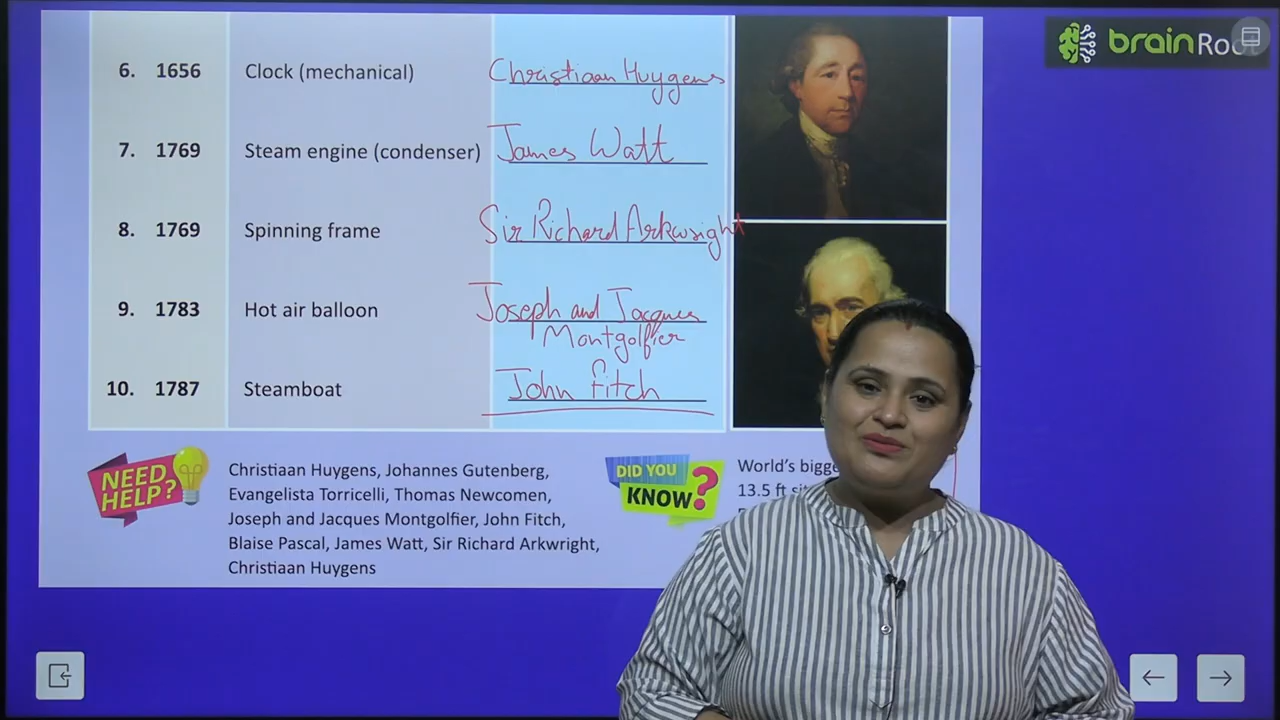 brainRo
6. 1656 Clock (mechanical) Christiaan Huygens
7. 1769 Steam engine (condenser) James Watt
8. 1769 Spinning frame Sir Richard Arkwright
9. 1783 Hot air balloon Joseph and Jacques
Montgolfier
10. 1787 Steamboat John Fitch
NEED
HELP?
Christiaan Huygens, Johannes Gutenberg,
Evangelista Torricelli, Thomas Newcomen,
Joseph and Jacques Montgolfier, John Fitch,
Blaise Pascal, James Watt, Sir Richard Arkwright,
Christiaan Huygens
DID YOU
KNOW?
World's bigge
13.5 ft